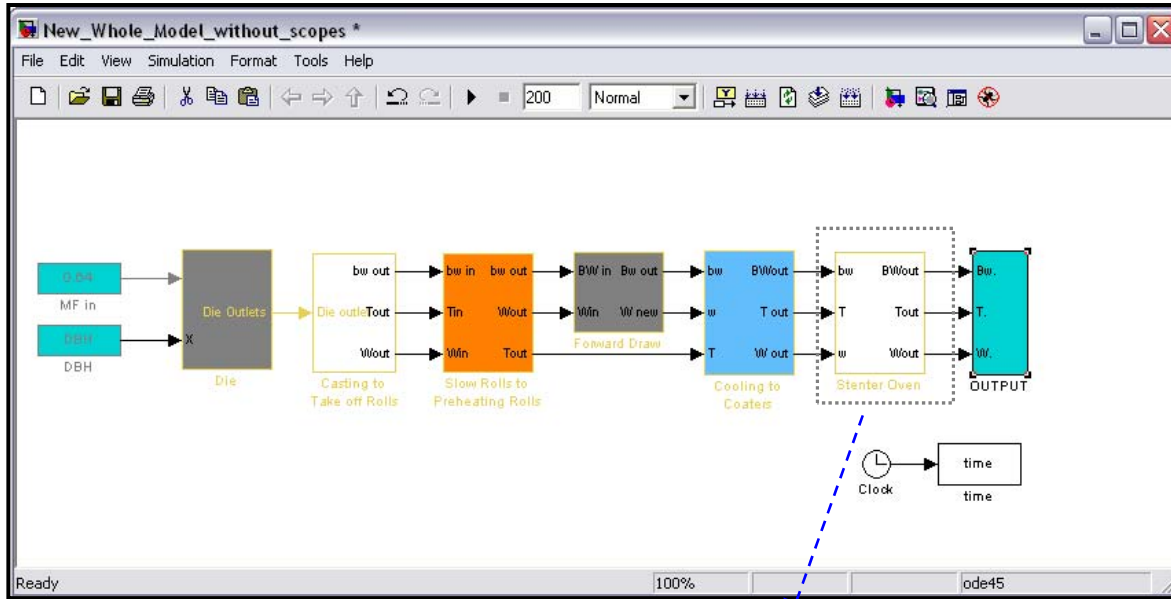 New_Whole_Model_without_scopes *
File Edit View Simulation Format Tools Help
200 Normal
0.64
MF in
DBH
DBH
X
Die Outlets
Die
Die outle
bw out
Tout
Wout
Casting to
Take off Rolls
bw in bw out
Tin Wout
Win Tout
Slow Rolls to
Preheating Rolls
BW in Bw out
Win W new
Forward Draw
bw BWout
w T out
T W out
Cooling to
Coaters
bw BWout
T Tout
w Wout
Stenter Oven
Bw.
T.
W.
OUTPUT
Clock
time
time
Ready 100% ode45